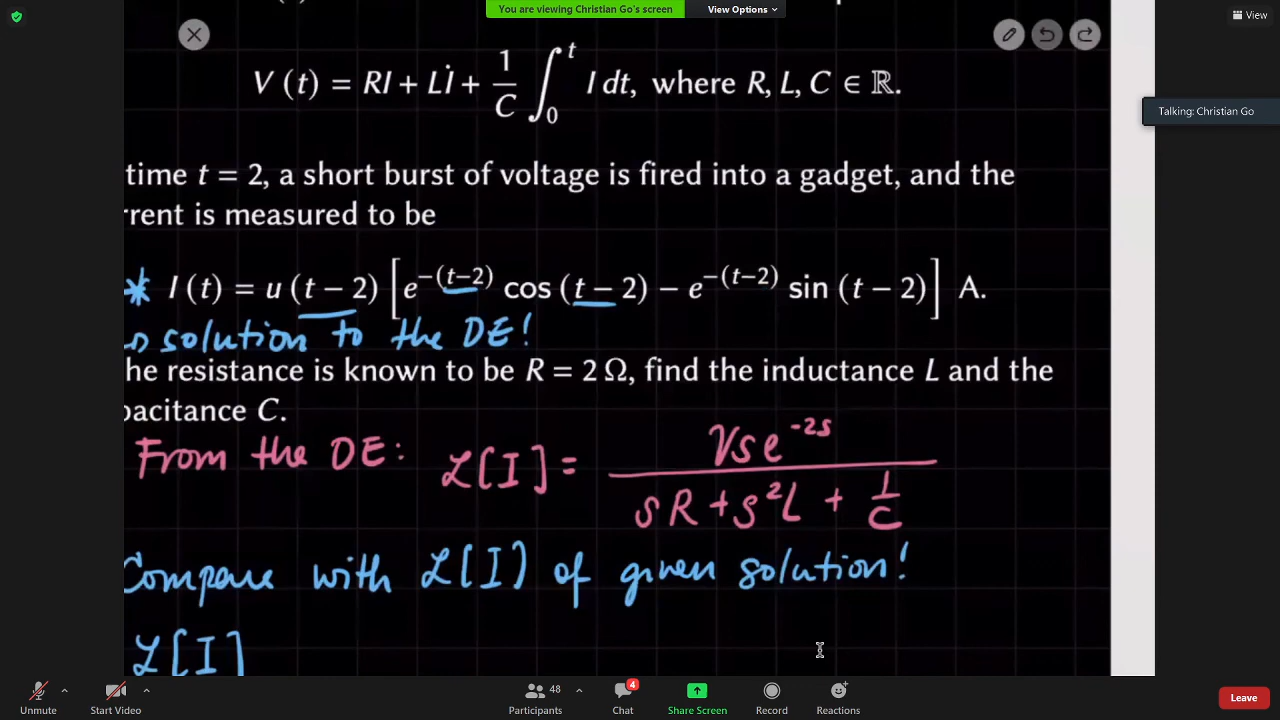 You are viewing Christian Go's screen View Options
View
V (t) = RI + Lİ + 1/C ∫₀ᵗ I dt, where R, L, C ∈ ℝ.
Talking: Christian Go
time t = 2, a short burst of voltage is fired into a gadget, and the
rrent is measured to be
* I (t) = u (t − 2) [e^−(t−2) cos (t − 2) − e^−(t−2) sin (t − 2)] A.
solution to the DE!
he resistance is known to be R = 2 Ω, find the inductance L and the
pacitance C.
From the DE: ℒ[I] = Vse^-2s / (sR + s²L + 1/C)
Compare with ℒ[I] of given solution!
ℒ[I]
48
4
Unmute Start Video Participants Chat Share Screen Record Reactions Leave